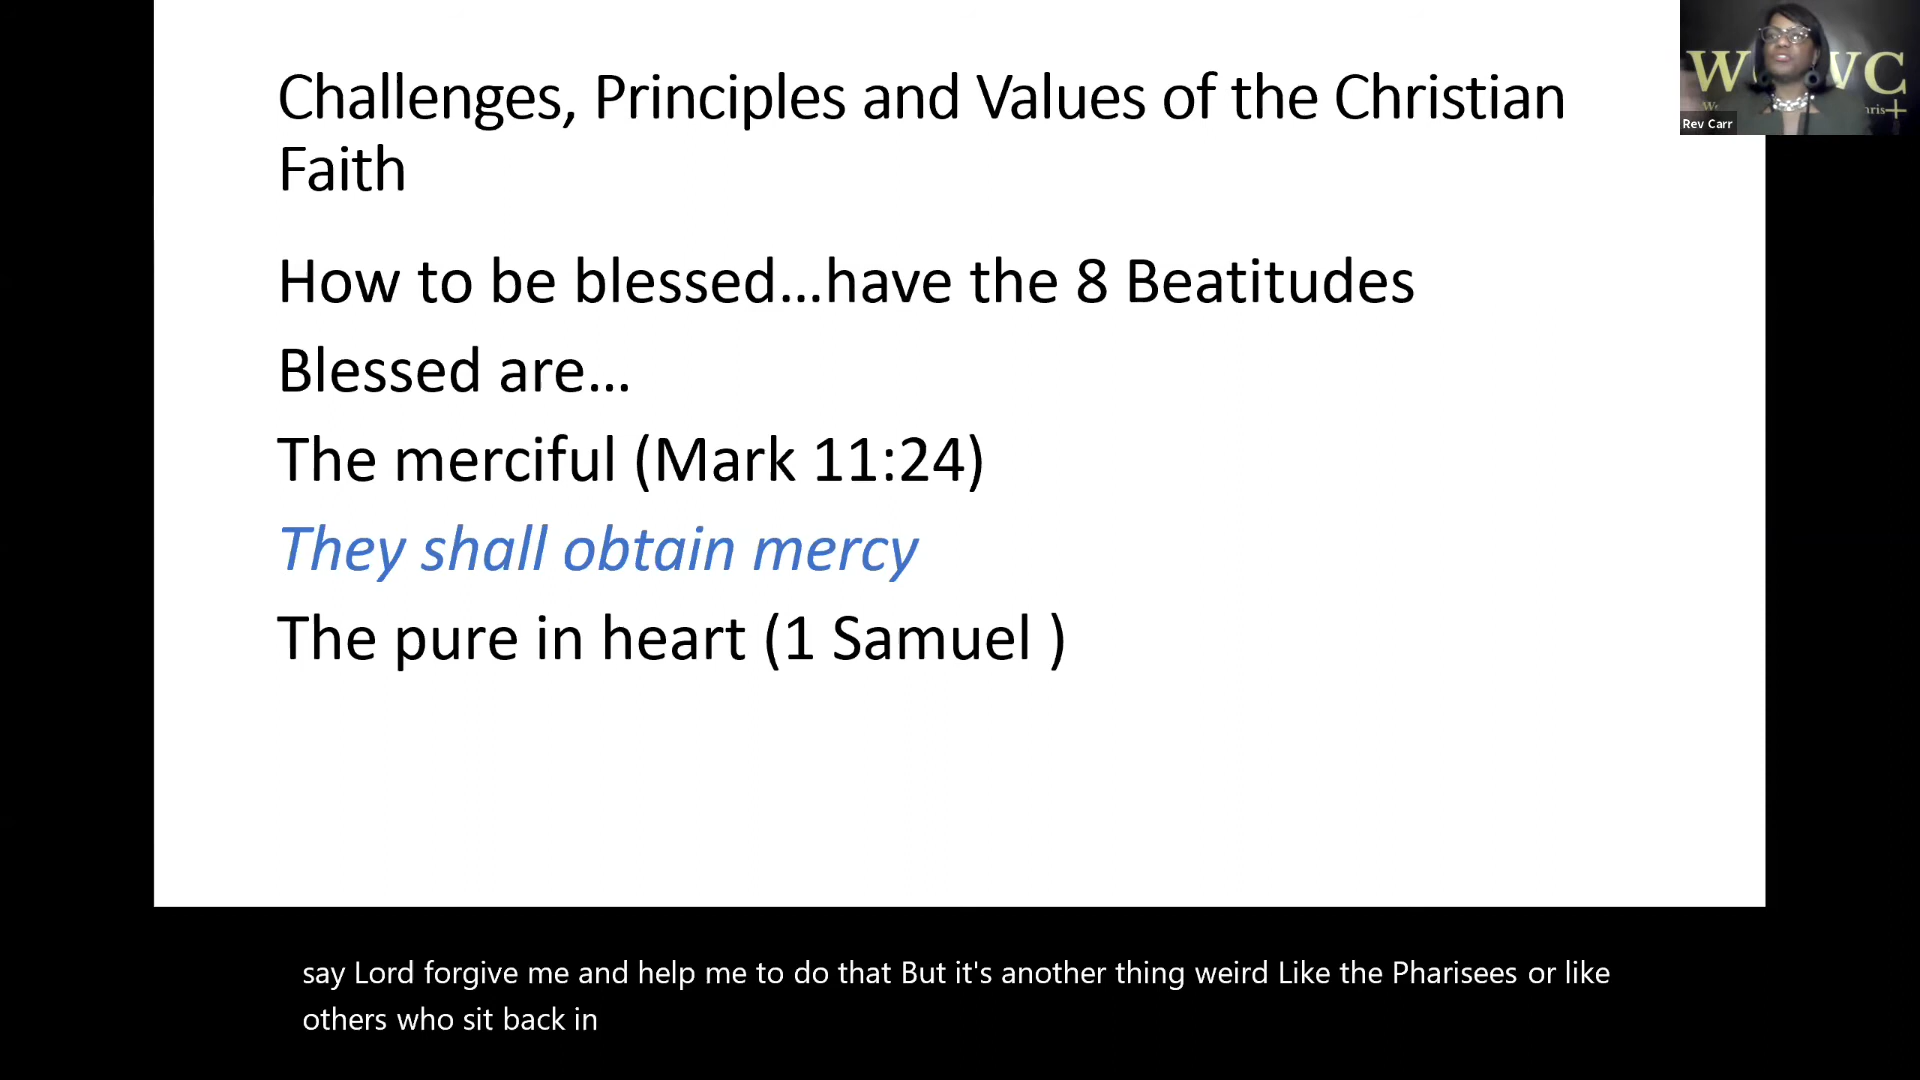 Challenges, Principles and Values of the Christian
Faith
How to be blessed...have the 8 Beatitudes
Blessed are...
The merciful (Mark 11:24)
They shall obtain mercy
The pure in heart (1 Samuel )
Rev Carr
say Lord forgive me and help me to do that But it's another thing weird Like the Pharisees or like
others who sit back in